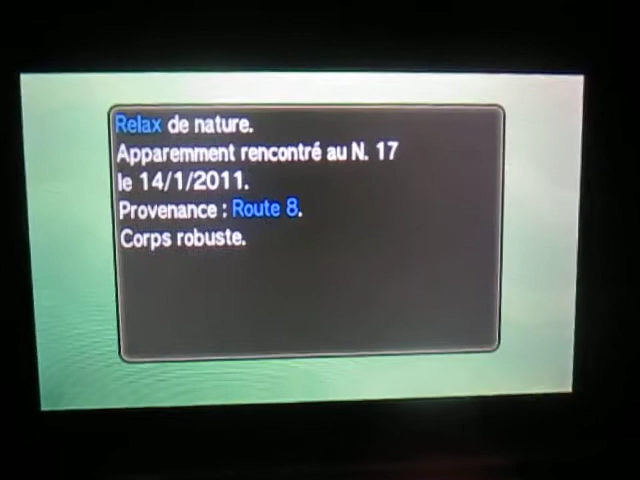 Relax de nature.
Apparemment rencontré au N. 17
le 14/1/2011.
Provenance : Route 8.
Corps robuste.